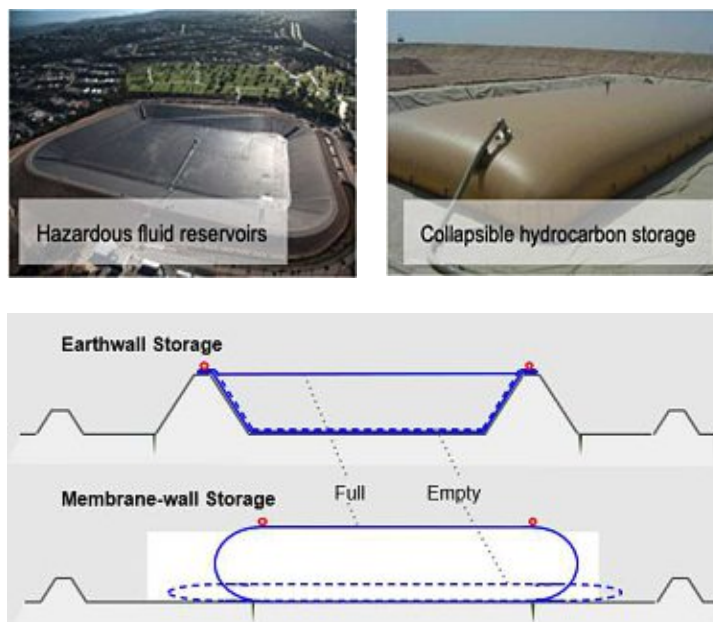 Hazardous fluid reservoirs
Collapsible hydrocarbon storage
Earthwall Storage
Full
Empty
Membrane-wall Storage